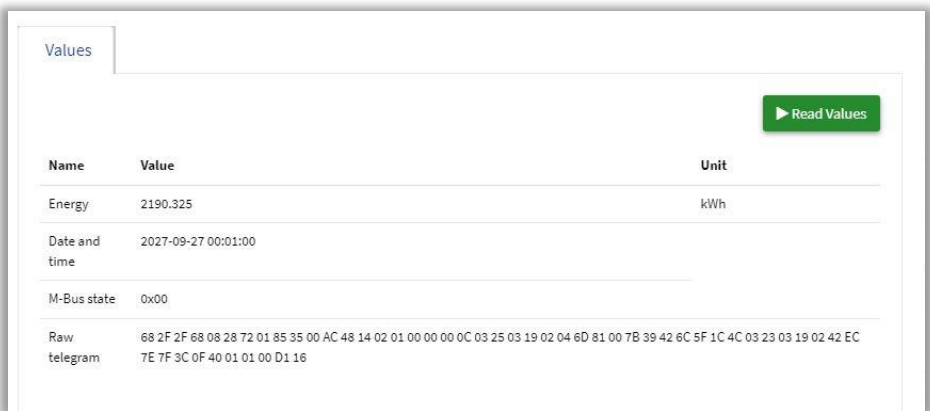 Values
Read Values
Name Value Unit
Energy 2190.325 kWh
Date and 2027-09-27 00:01:00
time
M-Bus state 0x00
Raw 68 2F 2F 68 08 28 72 01 85 35 00 AC 48 14 02 01 00 00 00 0C 03 25 03 19 02 04 6D 81 00 7B 39 42 6C 5F 1C 4C 03 23 03 19 02 42 EC
telegram 7E 7F 3C 0F 40 01 01 00 D1 16